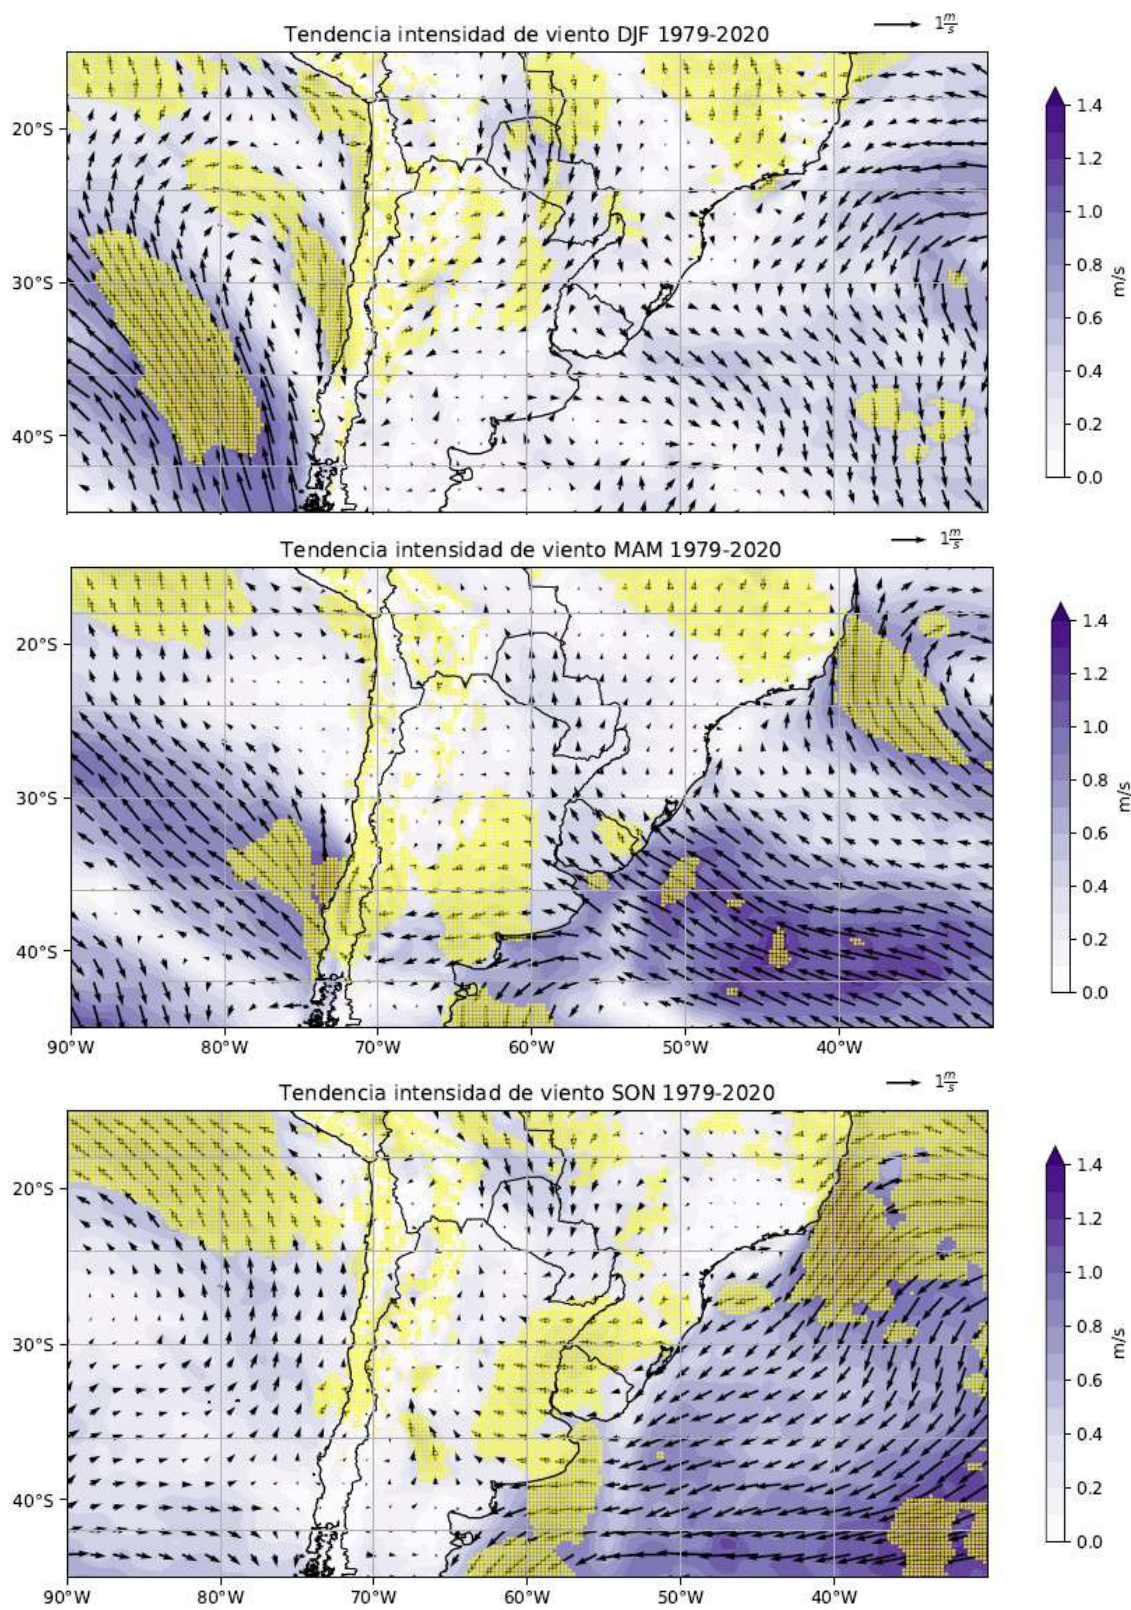 Tendencia intensidad de viento DJF 1979-2020
1 m/s
20°S
30°S
40°S
1.4
1.2
1.0
0.8
0.6
0.4
0.2
0.0
m/s
Tendencia intensidad de viento MAM 1979-2020
1 m/s
20°S
30°S
40°S
90°W 80°W 70°W 60°W 50°W 40°W
1.4
1.2
1.0
0.8
0.6
0.4
0.2
0.0
m/s
Tendencia intensidad de viento SON 1979-2020
1 m/s
20°S
30°S
40°S
90°W 80°W 70°W 60°W 50°W 40°W
1.4
1.2
1.0
0.8
0.6
0.4
0.2
0.0
m/s